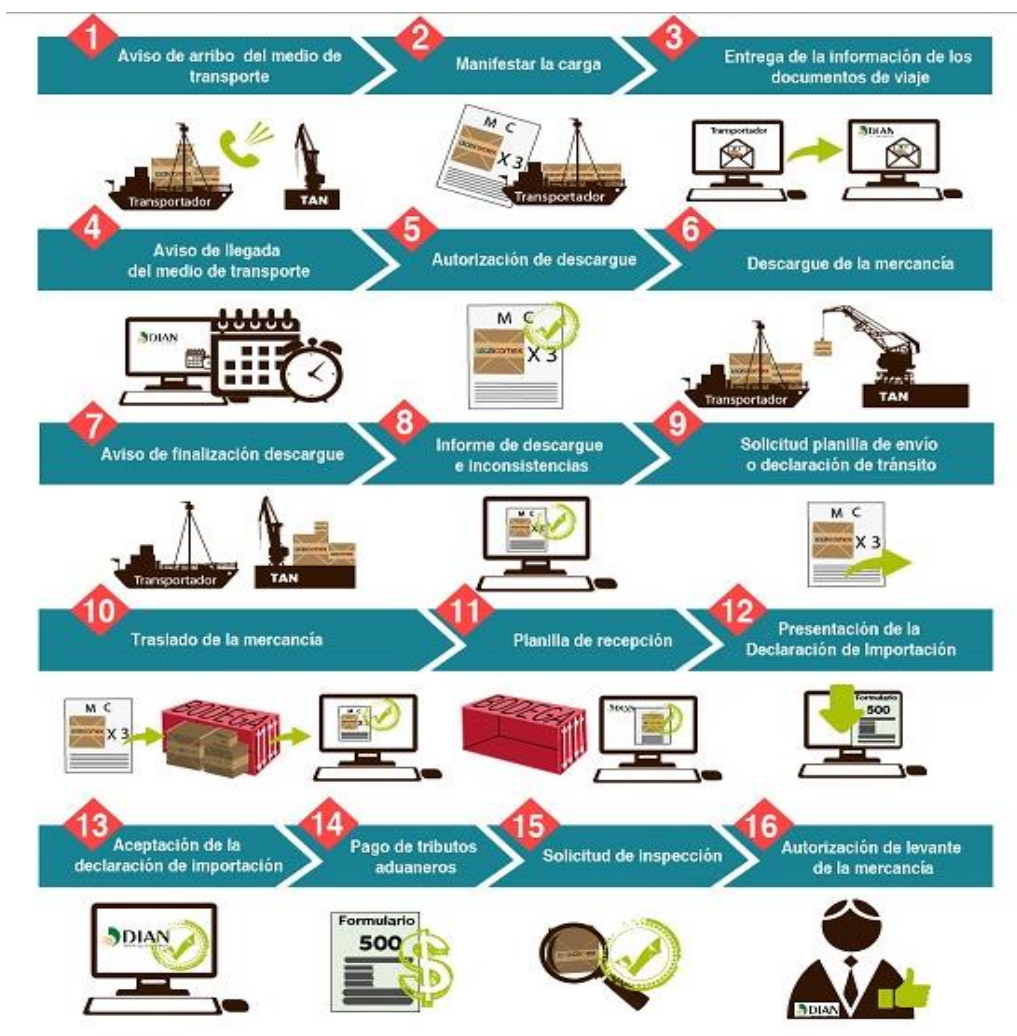 1
Aviso de arribo del medio de
transporte
2
Manifestar la carga
3
Entrega de la información de los
documentos de viaje
M C
X 3
Transportador
TAN
Transportador
Transportador
DIAN
4
Aviso de llegada
del medio de transporte
5
Autorización de descargue
6
Descargue de la mercancía
DIAN
M C
X 3
Transportador
TAN
7
Aviso de finalización descargue
8
Informe de descargue
e inconsistencias
9
Solicitud planilla de envío
o declaración de tránsito
Transportador
TAN
M C
X 3
10
Traslado de la mercancía
11
Planilla de recepción
12
Presentación de la
Declaración de Importación
M C
X 3
BODEGA
M C
BODEGA
DIAN
Formulario
500
13
Aceptación de la
declaración de importación
14
Pago de tributos
aduaneros
15
Solicitud de inspección
16
Autorización de levante
de la mercancía
DIAN
Formulario
500
$
DIAN